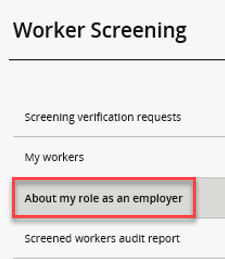 Worker Screening
Screening verification requests
My workers
About my role as an employer
Screened workers audit report